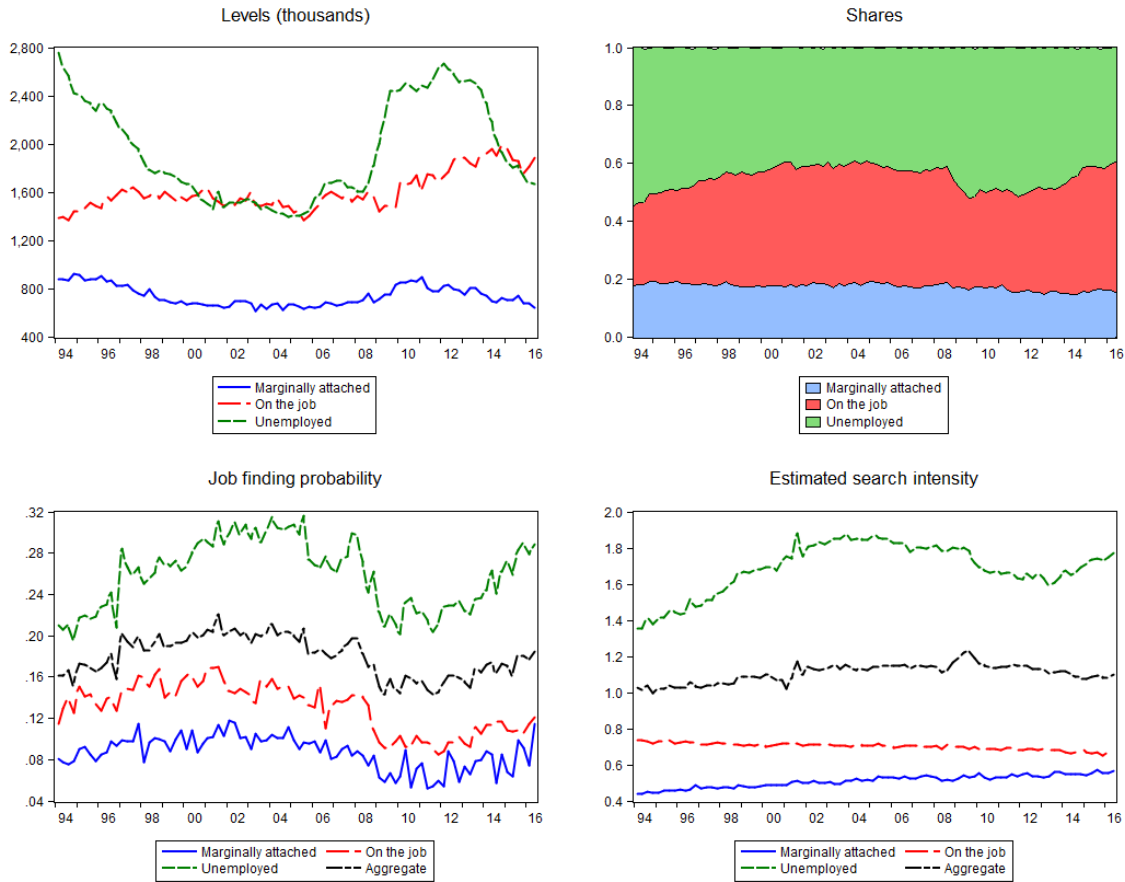 Levels (thousands)
2,800
2,400
2,000
1,600
1,200
800
400
94 96 98 00 02 04 06 08 10 12 14 16
Marginally attached
On the job
Unemployed
Shares
1.0
0.8
0.6
0.4
0.2
0.0
94 96 98 00 02 04 06 08 10 12 14 16
Marginally attached
On the job
Unemployed
Job finding probability
.32
.28
.24
.20
.16
.12
.08
.04
94 96 98 00 02 04 06 08 10 12 14 16
Marginally attached On the job
Unemployed Aggregate
Estimated search intensity
2.0
1.8
1.6
1.4
1.2
1.0
0.8
0.6
0.4
94 96 98 00 02 04 06 08 10 12 14 16
Marginally attached On the job
Unemployed Aggregate